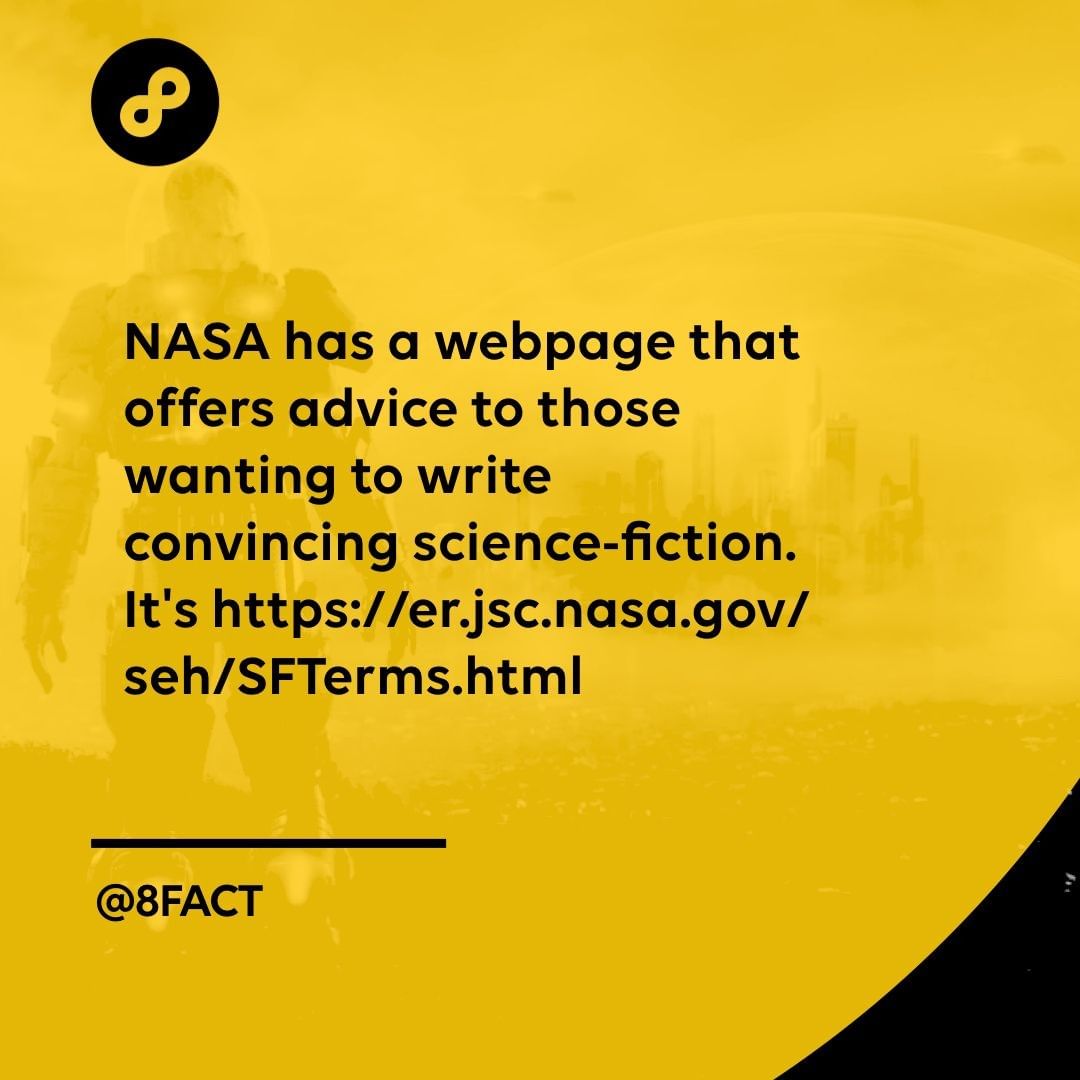 NASA has a webpage that
offers advice to those
wanting to write
convincing science-fiction.
It's https://er.jsc.nasa.gov/
seh/SFTerms.html
@8FACT